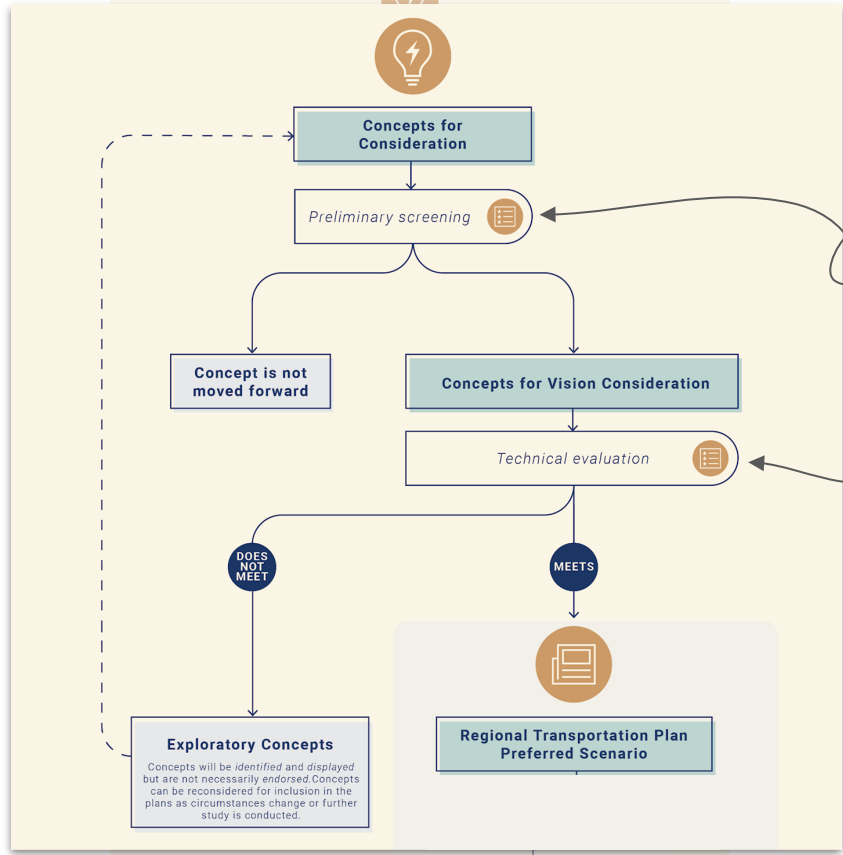 Concepts for
Consideration
Preliminary screening
Concept is not
moved forward
Concepts for Vision Consideration
Technical evaluation
DOES
NOT
MEET
MEETS
Exploratory Concepts
Concepts will be identified and displayed
but are not necessarily endorsed.Concepts
can be reconsidered for inclusion in the
plans as circumstances change or further
study is conducted.
Regional Transportation Plan
Preferred Scenario